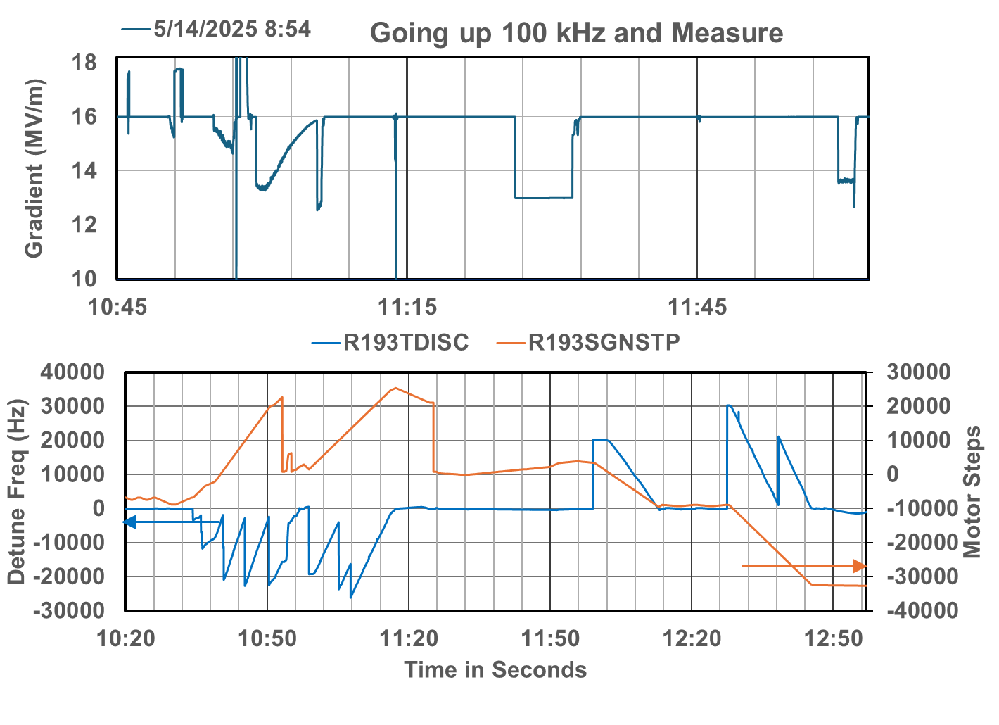 5/14/2025 8:54
Going up 100 kHz and Measure
Gradient (MV/m)
18
16
14
12
10
10:45 11:15 11:45
R193TDISC R193SGNSTP
Detune Freq (Hz)
40000
30000
20000
10000
0
-10000
-20000
-30000
30000
20000
10000
0
-10000
-20000
-30000
-40000
Motor Steps
10:20 10:50 11:20 11:50 12:20 12:50
Time in Seconds